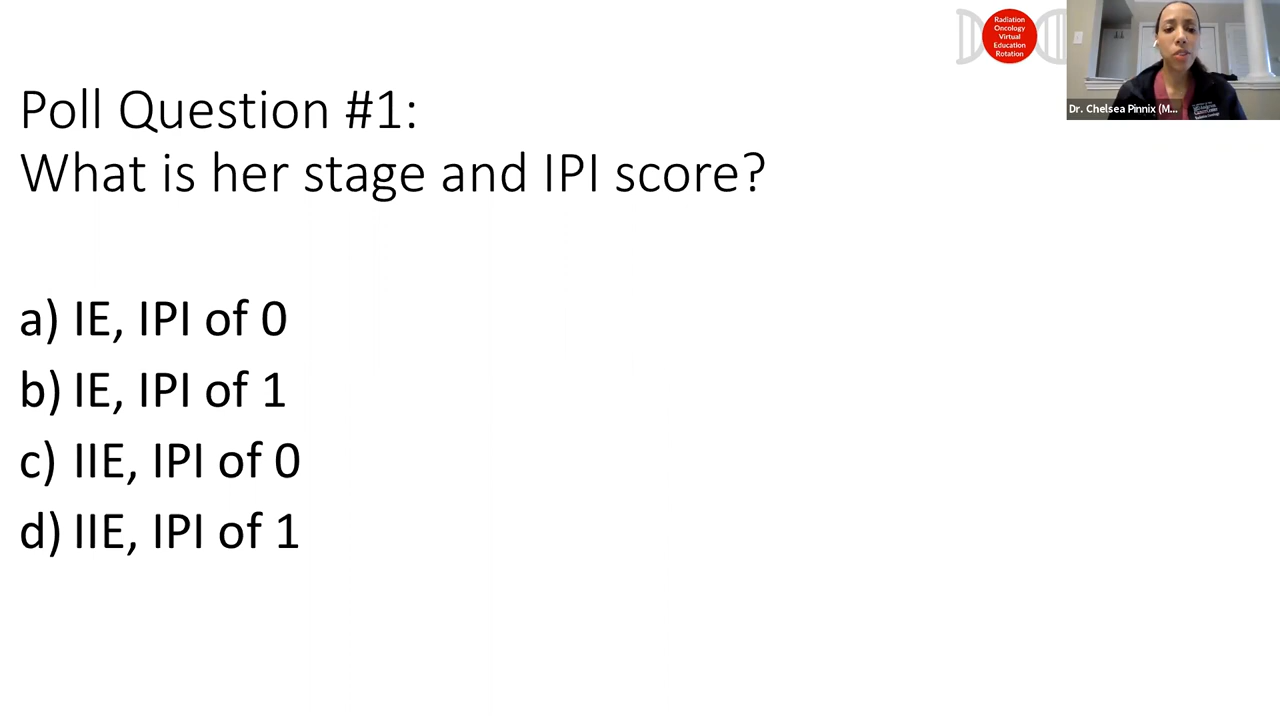 Radiation
Oncology
Virtual
Education
Rotation
Dr. Chelsea Pinnix (M...
Poll Question #1:
What is her stage and IPI score?
a) IE, IPI of 0
b) IE, IPI of 1
c) IIE, IPI of 0
d) IIE, IPI of 1